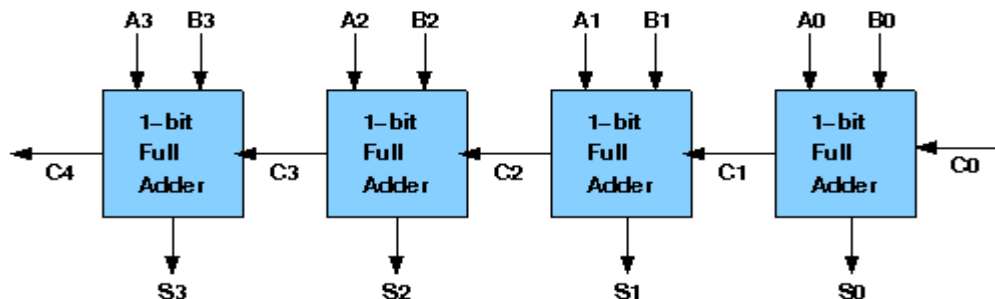 A3 B3 A2 B2 A1 B1 A0 B0
1-bit Full Adder
1-bit Full Adder
1-bit Full Adder
1-bit Full Adder
C4 C3 C2 C1 C0
S3 S2 S1 S0